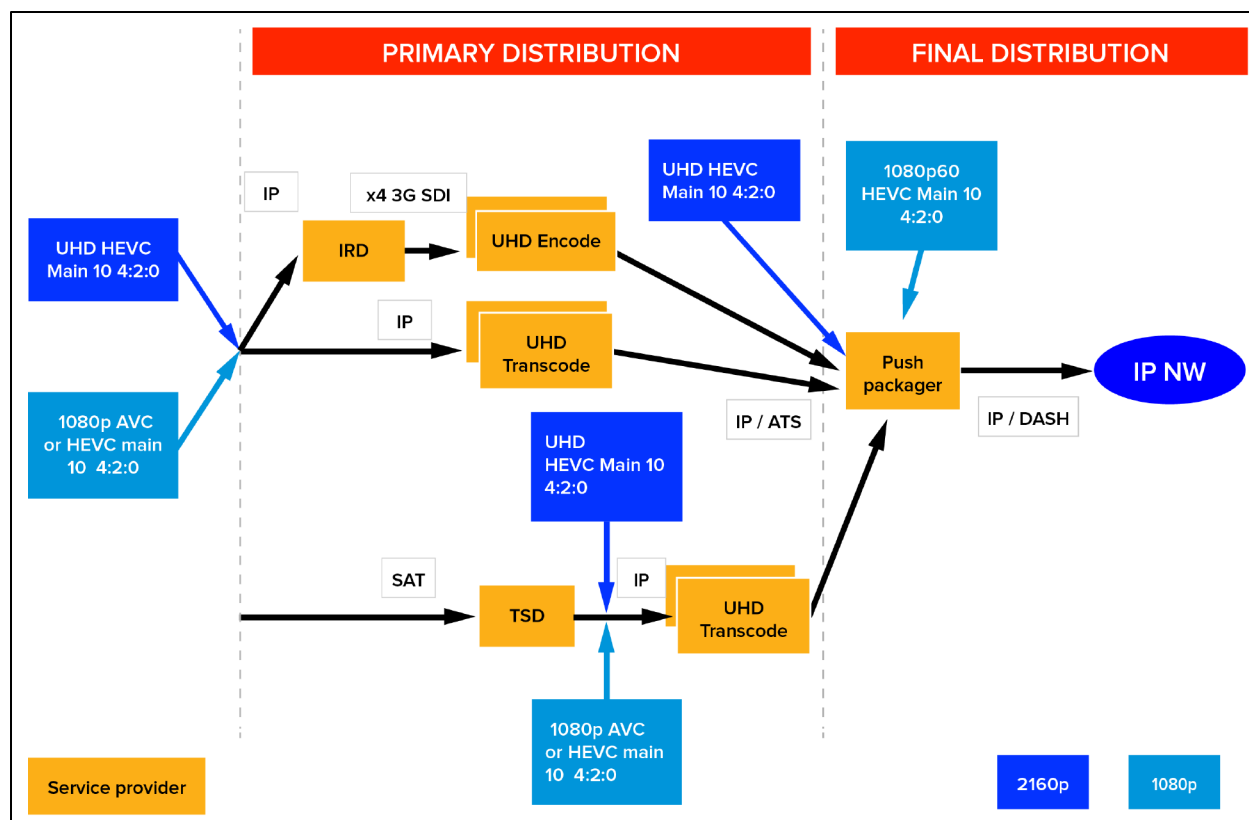 PRIMARY DISTRIBUTION
FINAL DISTRIBUTION
IP
x4 3G SDI
UHD HEVC
Main 10 4:2:0
1080p60
HEVC Main 10
4:2:0
UHD HEVC
Main 10 4:2:0
IRD
UHD Encode
IP
UHD
Transcode
Push
packager
IP NW
1080p AVC
or HEVC main
10 4:2:0
IP / ATS
IP / DASH
UHD
HEVC Main 10
4:2:0
SAT
IP
TSD
UHD
Transcode
1080p AVC
or HEVC main
10 4:2:0
Service provider
2160p
1080p